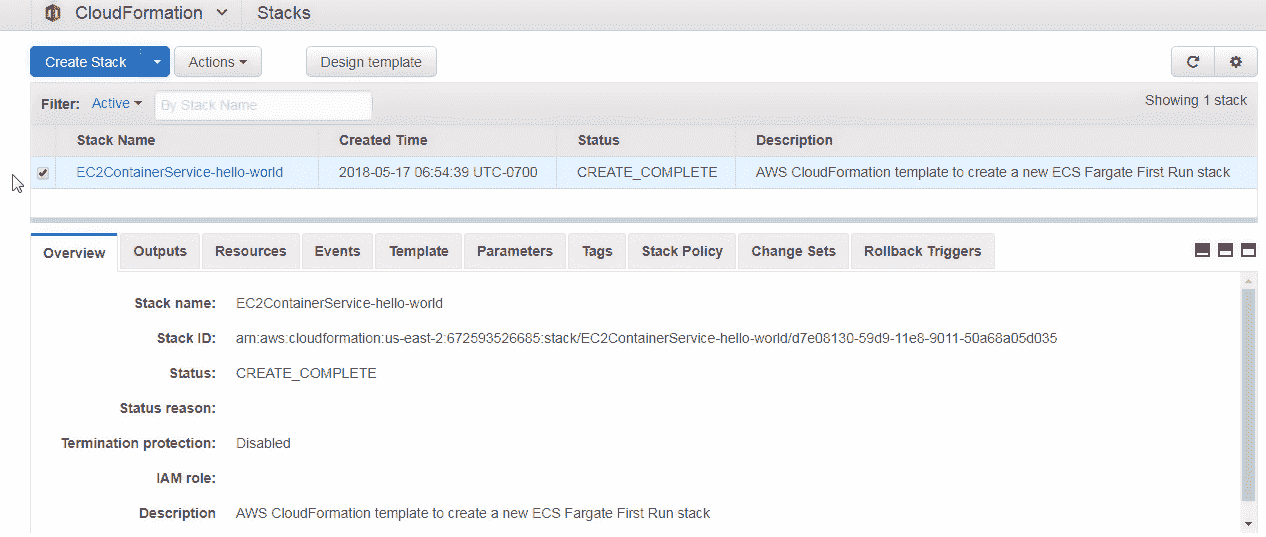 CloudFormation Stacks
Create Stack Actions Design template
Filter: Active By Stack Name Showing 1 stack
Stack Name Created Time Status Description
EC2ContainerService-hello-world 2018-05-17 06:54:39 UTC-0700 CREATE_COMPLETE AWS CloudFormation template to create a new ECS Fargate First Run stack
Overview Outputs Resources Events Template Parameters Tags Stack Policy Change Sets Rollback Triggers
Stack name: EC2ContainerService-hello-world
Stack ID: arn:aws:cloudformation:us-east-2:672593526685:stack/EC2ContainerService-hello-world/d7e08130-59d9-11e8-9011-50a68a05d035
Status: CREATE_COMPLETE
Status reason:
Termination protection: Disabled
IAM role:
Description AWS CloudFormation template to create a new ECS Fargate First Run stack